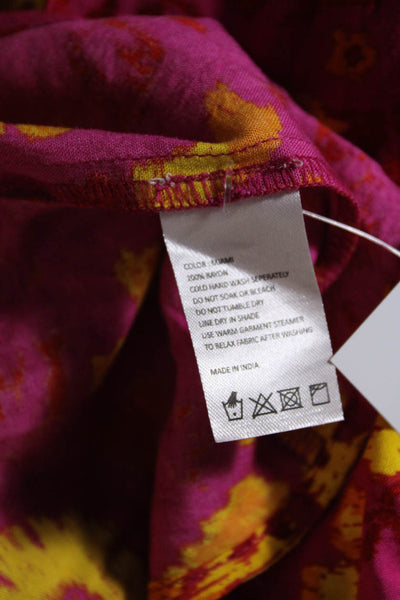 COLOR : MIAMI
100% RAYON
COLD HAND WASH SEPERATELY
DO NOT SOAK OR BLEACH
DO NOT TUMBLE DRY
LINE DRY IN SHADE
USE WARM GARMENT STEAMER
TO RELAX FABRIC AFTER WASHING
MADE IN INDIA